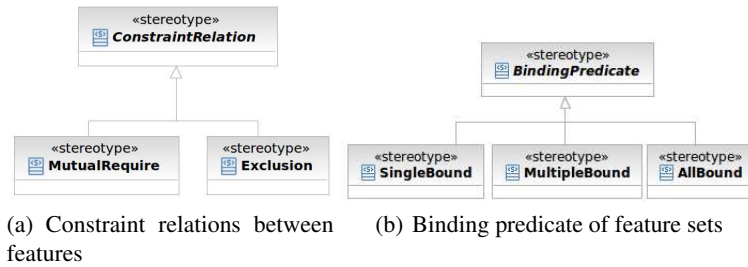 «stereotype»
ConstraintRelation
«stereotype»
MutualRequire
«stereotype»
Exclusion
(a) Constraint relations between
features
«stereotype»
BindingPredicate
«stereotype»
SingleBound
«stereotype»
MultipleBound
«stereotype»
AllBound
(b) Binding predicate of feature sets